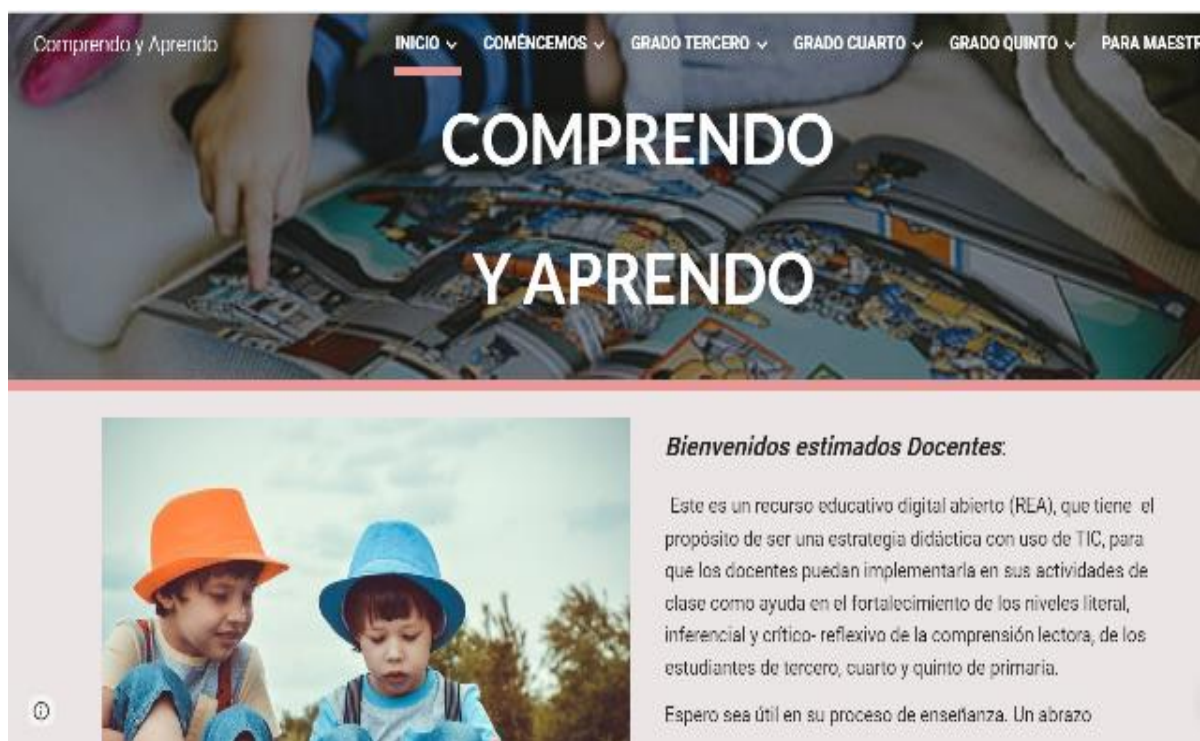 Comprendo y Aprendo
INICIO
COMÉNCEMOS
GRADO TERCERO
GRADO CUARTO
GRADO QUINTO
PARA MAESTR
COMPRENDO
Y APRENDO
Bienvenidos estimados Docentes:
Este es un recurso educativo digital abierto (REA), que tiene el
propósito de ser una estrategia didáctica con uso de TIC, para
que los docentes puedan implementarla en sus actividades de
clase como ayuda en el fortalecimiento de los niveles literal,
inferencial y crítico- reflexivo de la comprensión lectora, de los
estudiantes de tercero, cuarto y quinto de primaria.
Espero sea útil en su proceso de enseñanza. Un abrazo